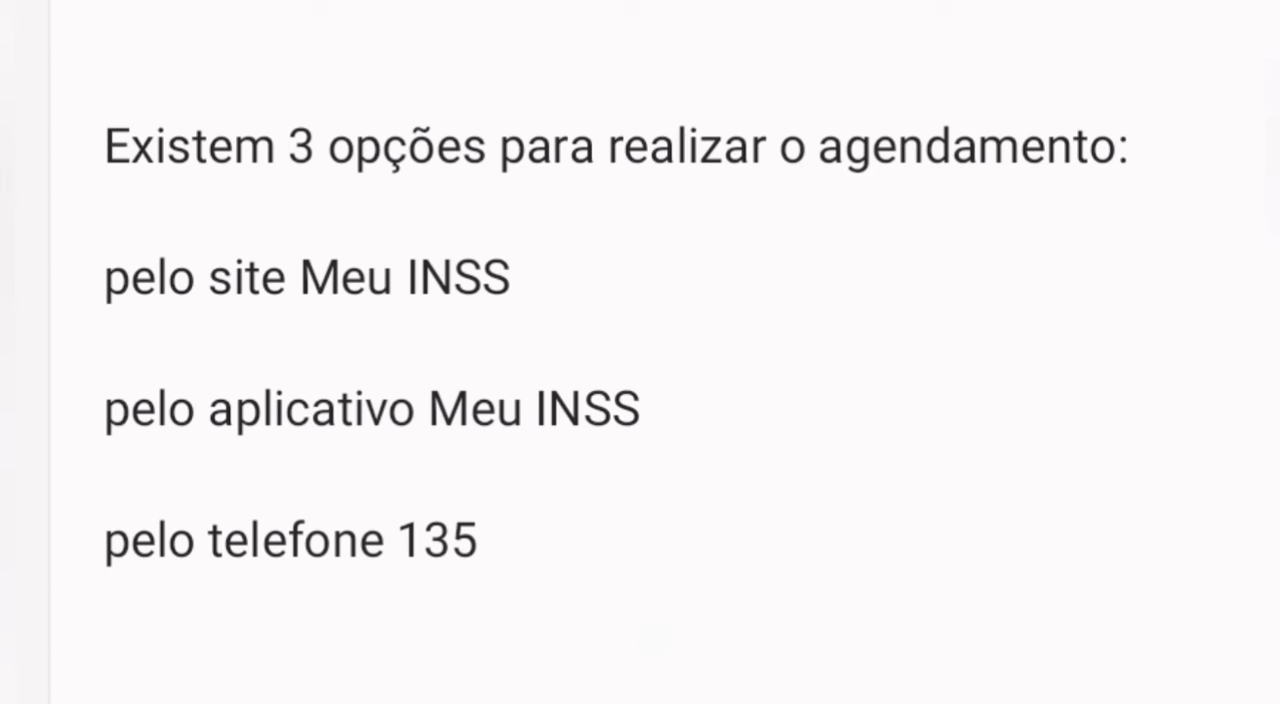 Existem 3 opções para realizar o agendamento:
pelo site Meu INSS
pelo aplicativo Meu INSS
pelo telefone 135